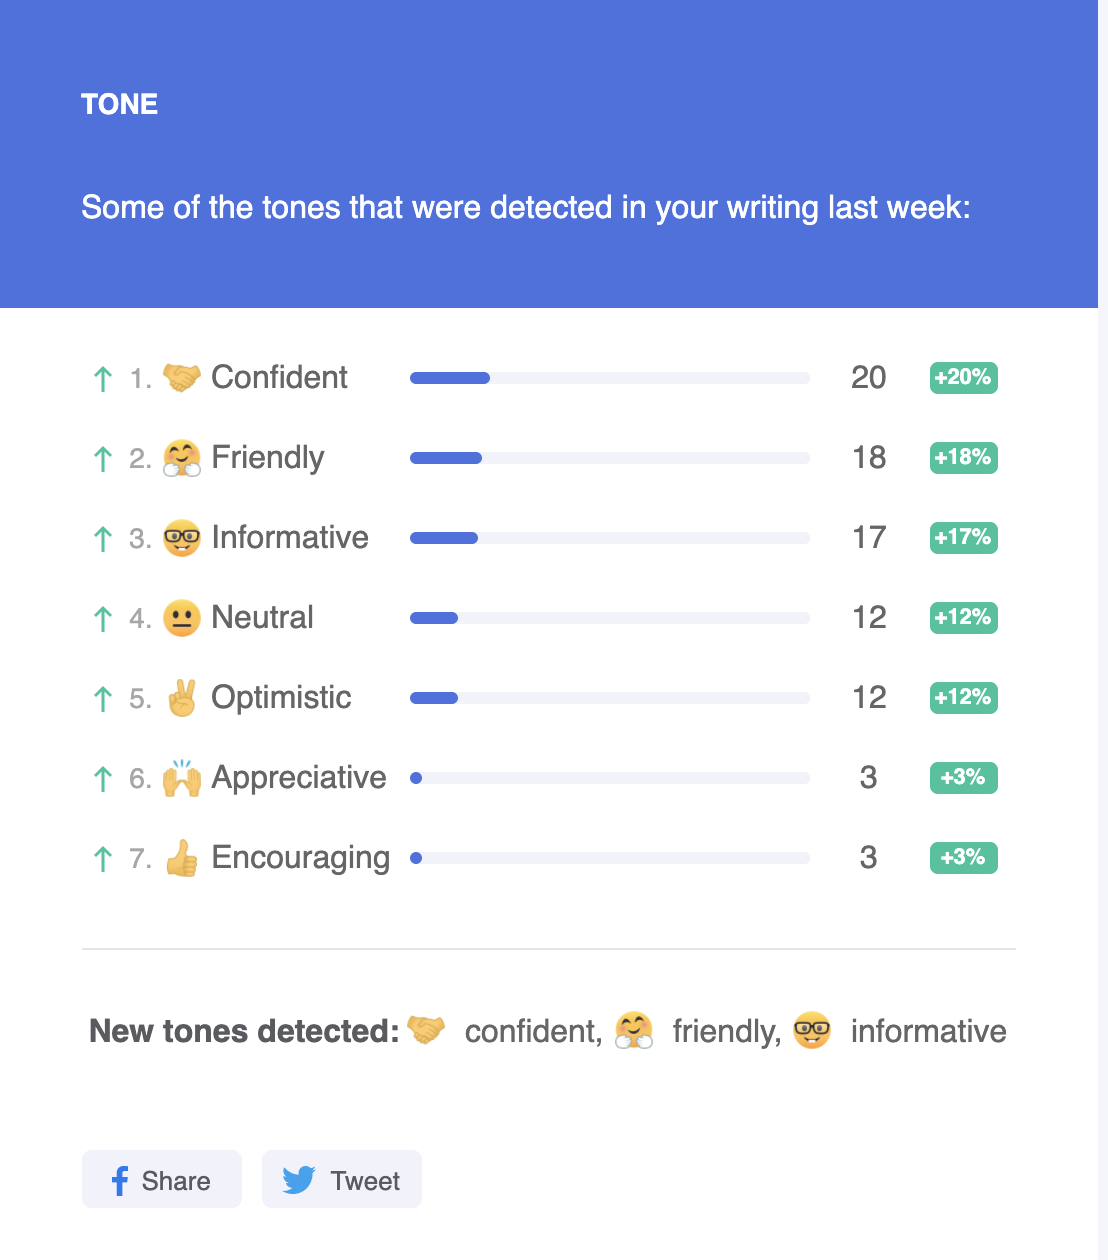 TONE
Some of the tones that were detected in your writing last week:
↑ 1. 🤝 Confident 20 +20%
↑ 2. 🤗 Friendly 18 +18%
↑ 3. 🤓 Informative 17 +17%
↑ 4. 😐 Neutral 12 +12%
↑ 5. ✌️ Optimistic 12 +12%
↑ 6. 🙌 Appreciative 3 +3%
↑ 7. 👍 Encouraging 3 +3%
New tones detected: 🤝 confident, 🤗 friendly, 🤓 informative
Share Tweet